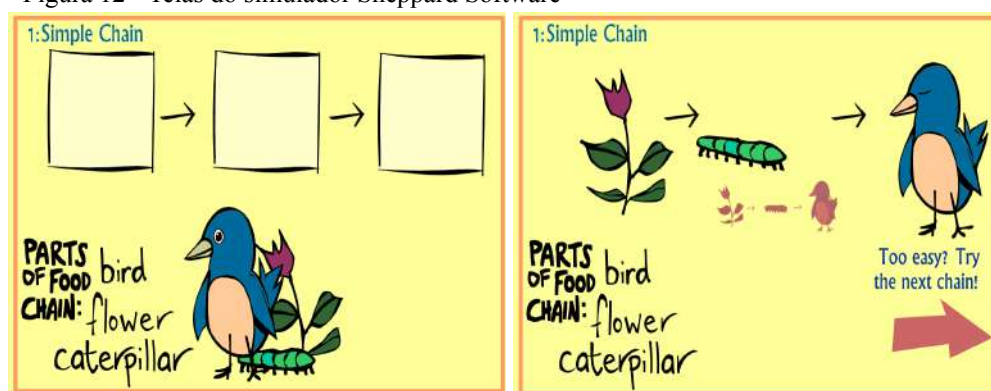 Figura 12 - Telas do simulador Sheppard Software
1:Simple Chain
PARTS
OF FOOD
CHAIN:
bird
flower
caterpillar
1:Simple Chain
PARTS
OF FOOD
CHAIN:
bird
flower
caterpillar
Too easy? Try
the next chain!